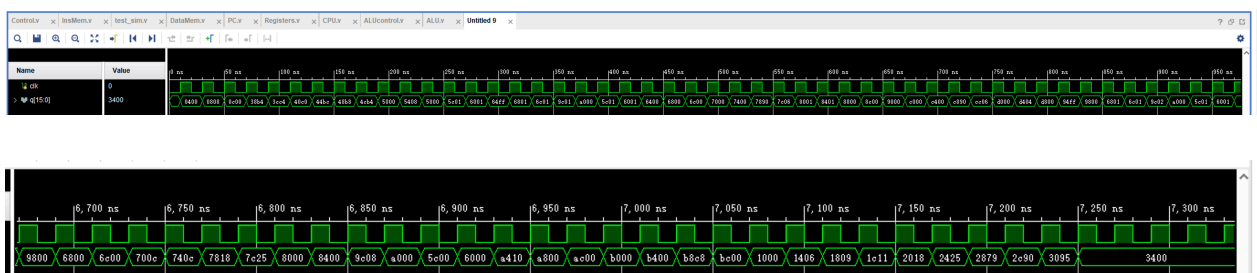 Control.v × InsMem.v × test_sim.v × DataMem.v × PC.v × Registers.v × CPU.v × ALUcontrol.v × ALU.v × Untitled 9 ×
Name Value
0 ns 50 ns 100 ns 150 ns 200 ns 250 ns 300 ns 350 ns 400 ns 450 ns 500 ns 550 ns 600 ns 650 ns 700 ns 750 ns 800 ns 850 ns 900 ns 950 ns
clk 0
q[15:0] 3400
0400 0800 0c00 38b4 3cc4 40c0 44bc 48b8 4cb4 5000 5408 5800 5c01 6001 64ff 6801 6c01 9c01 a000 5c01 6001 6400 6800 6c00 7000 7400 7890 7c06 8001 8401 8800 8c00 9000 c000 c400 c890 cc06 d000 d404 d800 94ff 9800 6801 6c01 9c02 a000 5c01 6001
6,700 ns 6,750 ns 6,800 ns 6,850 ns 6,900 ns 6,950 ns 7,000 ns 7,050 ns 7,100 ns 7,150 ns 7,200 ns 7,250 ns 7,300 ns
9800 6800 6c00 700c 740c 7818 7c25 8000 8400 9c08 a000 5c00 6000 a410 a800 ac00 b000 b400 b8c8 bc00 1000 1406 1809 1c11 2018 2425 2879 2c90 3095 3400